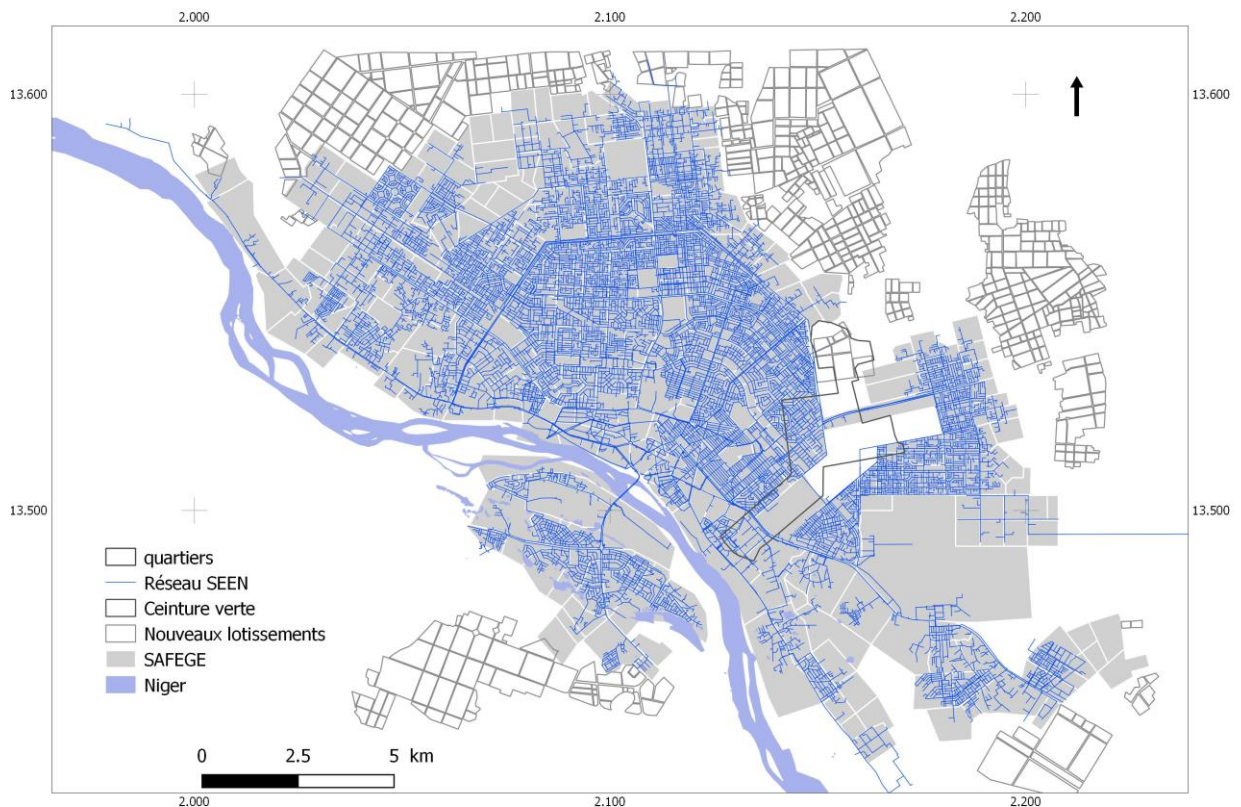 2.000 2.100 2.200
13.600 13.600
13.500 13.500
quartiers
Réseau SEEN
Ceinture verte
Nouveaux lotissements
SAFEGE
Niger
0 2.5 5 km
2.000 2.100 2.200